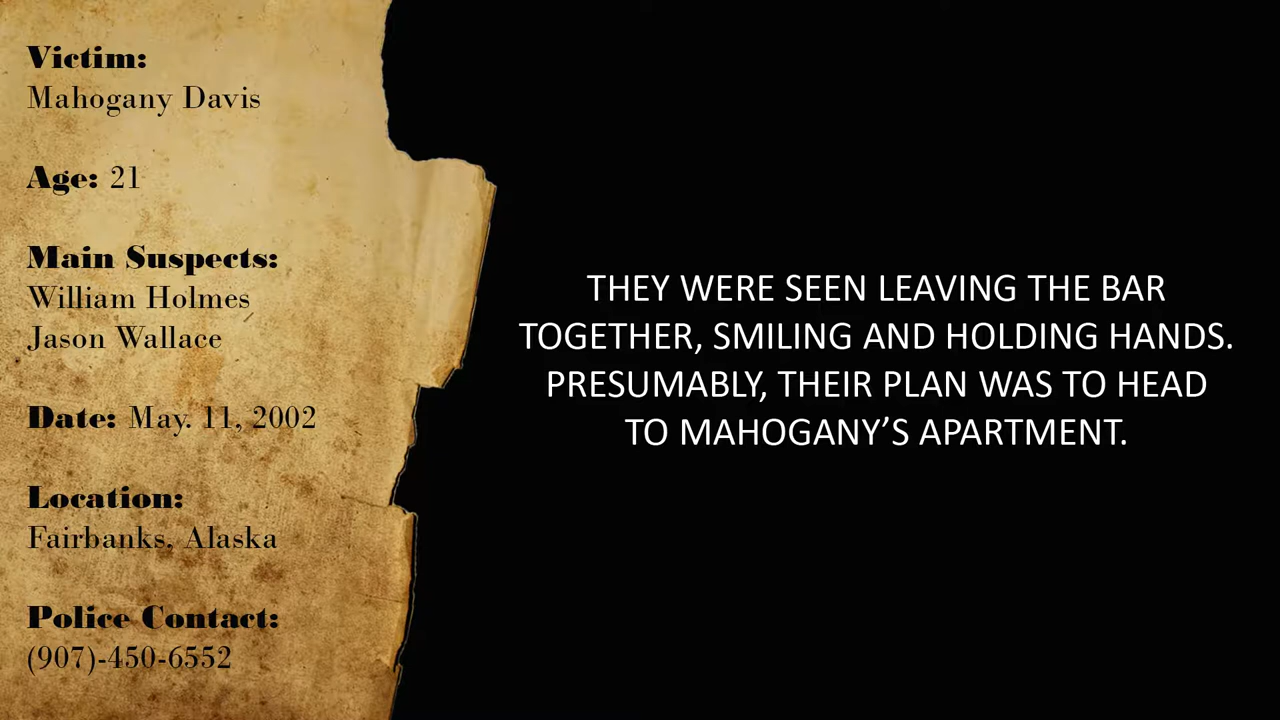 Victim:
Mahogany Davis
Age: 21
Main Suspects:
William Holmes
Jason Wallace
Date: May. 11, 2002
Location:
Fairbanks, Alaska
Police Contact:
(907)-450-6552
THEY WERE SEEN LEAVING THE BAR
TOGETHER, SMILING AND HOLDING HANDS.
PRESUMABLY, THEIR PLAN WAS TO HEAD
TO MAHOGANY’S APARTMENT.